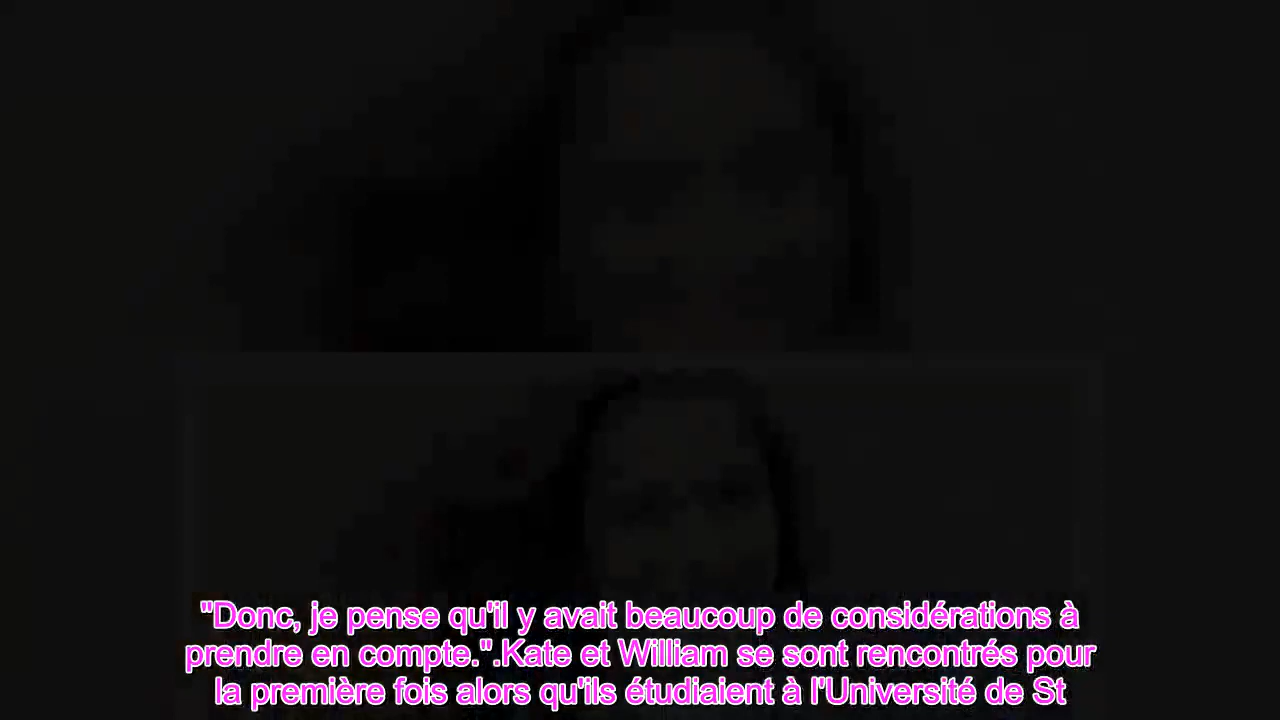 "Donc, je pense qu'il y avait beaucoup de considérations à
prendre en compte.".Kate et William se sont rencontrés pour
la première fois alors qu'ils étudiaient à l'Université de St